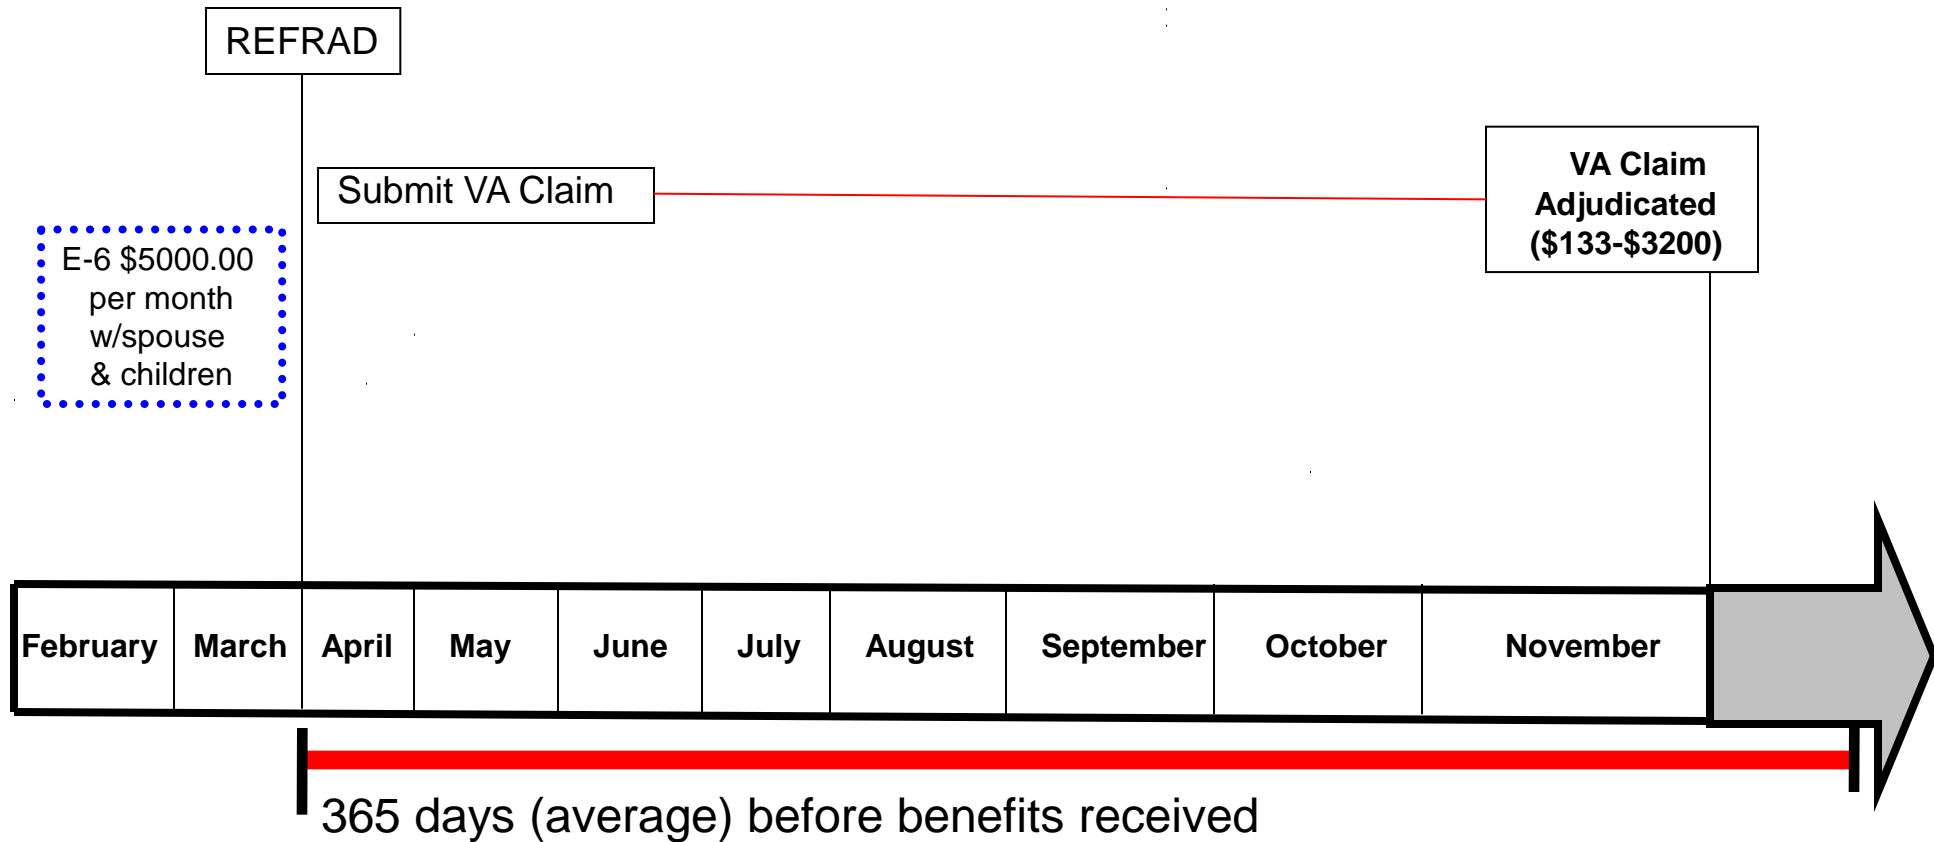 REFRAD
Submit VA Claim
VA Claim
Adjudicated
($133-$3200)
E-6 $5000.00
per month
w/spouse
& children
February March April May June July August September October November
365 days (average) before benefits received